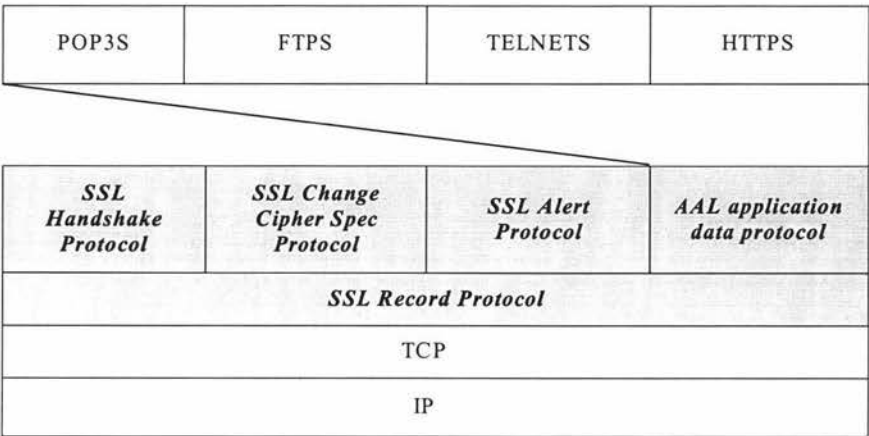 POP3S FTPS TELNETS HTTPS
SSL Handshake Protocol
SSL Change Cipher Spec Protocol
SSL Alert Protocol
AAL application data protocol
SSL Record Protocol
TCP
IP